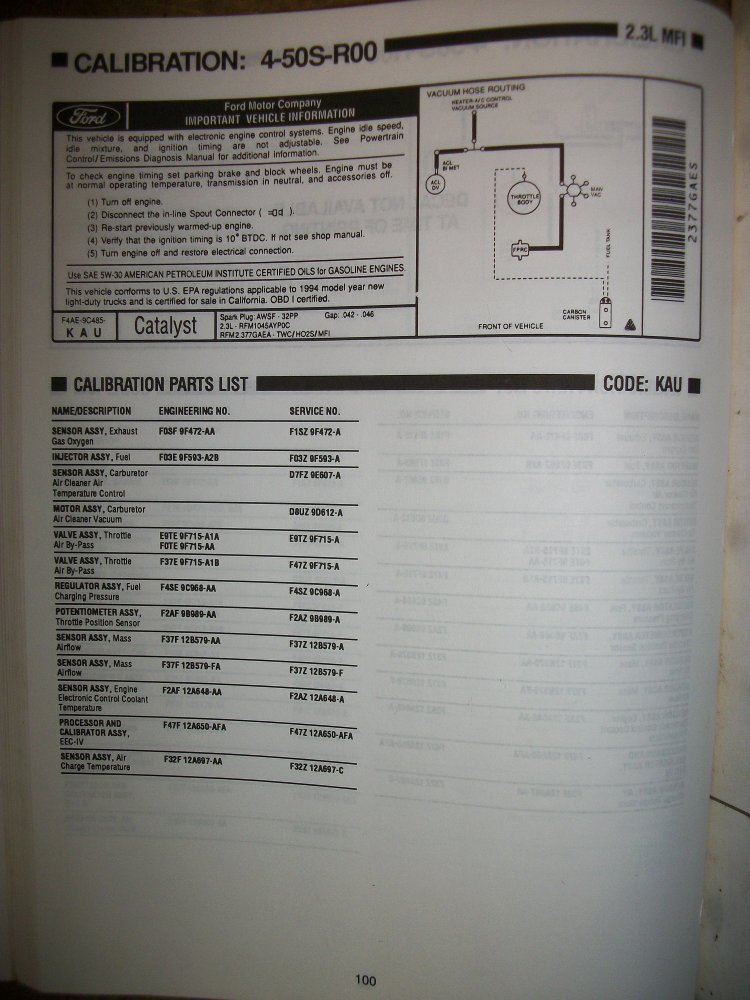 2.3L MFI
CALIBRATION: 4-50S-R00
Ford
Ford Motor Company
IMPORTANT VEHICLE INFORMATION
This vehicle is equipped with electronic engine control systems. Engine idle speed,
idle mixture, and ignition timing are not adjustable. See Powertrain
Control/Emissions Diagnosis Manual for additional information.
To check engine timing set parking brake and block wheels. Engine must be
at normal operating temperature, transmission in neutral, and accessories off.
(1) Turn off engine.
(2) Disconnect the in-line Spout Connector ( ).
(3) Re-start previously warmed-up engine.
(4) Verify that the ignition timing is 10° BTDC. If not see shop manual.
(5) Turn engine off and restore electrical connection.
Use SAE 5W-30 AMERICAN PETROLEUM INSTITUTE CERTIFIED OILS for GASOLINE ENGINES.
This vehicle conforms to U.S. EPA regulations applicable to 1994 model year new
light-duty trucks and is certified for sale in California. OBD I certified.
F4AE-9C485-
KAU
Catalyst
Spark Plug: AWSF - 32PP Gap: .042 - .046
2.3L - RFM1045AYP0C
RFM2.377GAEA - TWC/HO2S/MFI
VACUUM HOSE ROUTING
HEATER-A/C CONTROL
VACUUM SOURCE
ACL
BI MET
ACL
DV
THROTTLE
BODY
MAN
VAC
FPRC
FUEL TANK
CARBON
CANISTER
FRONT OF VEHICLE
2377GAES
CALIBRATION PARTS LIST CODE: KAU
NAME/DESCRIPTION ENGINEERING NO. SERVICE NO.
SENSOR ASSY, Exhaust F0SF 9F472-AA F1SZ 9F472-A
Gas Oxygen
INJECTOR ASSY, Fuel F03E 9F593-A2B F03Z 9F593-A
SENSOR ASSY, Carburetor D7FZ 9E607-A
Air Cleaner Air
Temperature Control
MOTOR ASSY, Carburetor D8UZ 9D612-A
Air Cleaner Vacuum
VALVE ASSY, Throttle E9TE 9F715-A1A E9TZ 9F715-A
Air By-Pass F0TE 9F715-AA
VALVE ASSY, Throttle F37E 9F715-A1B F47Z 9F715-A
Air By-Pass
REGULATOR ASSY, Fuel F4SE 9C968-AA F4SZ 9C968-A
Charging Pressure
POTENTIOMETER ASSY, F2AF 9B989-AA F2AZ 9B989-A
Throttle Position Sensor
SENSOR ASSY, Mass F37F 12B579-AA F37Z 12B579-A
Airflow
SENSOR ASSY, Mass F37F 12B579-FA F37Z 12B579-F
Airflow
SENSOR ASSY, Engine F2AF 12A648-AA F2AZ 12A648-A
Electronic Control Coolant
Temperature
PROCESSOR AND F47F 12A650-AFA F47Z 12A650-AFA
CALIBRATOR ASSY,
EEC-IV
SENSOR ASSY, Air F32F 12A697-AA F32Z 12A697-C
Charge Temperature
100